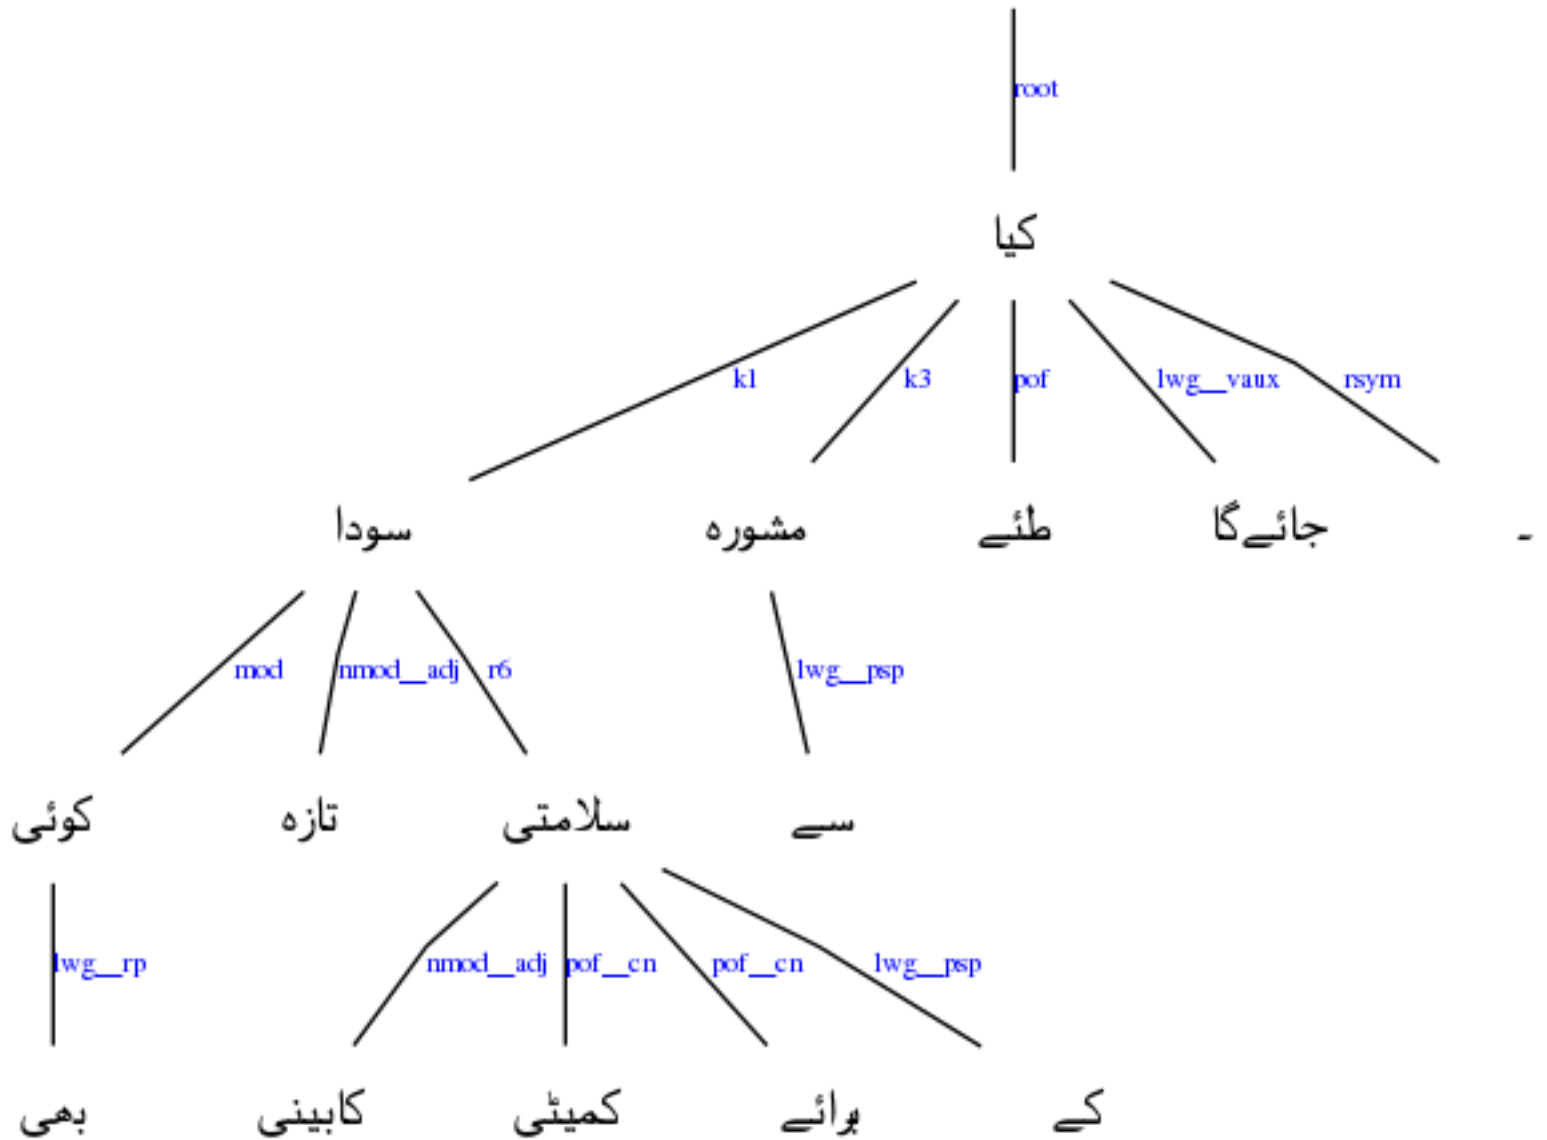 root
کیا
k1 k3 pof lwg__vaux rsym
سودا مشورہ طئے جائےگا ۔
mod nmod__adj r6 lwg__psp
کوئی تازہ سلامتی سے
lwg__rp nmod__adj pof__cn pof__cn lwg__psp
بھی کابینی کمیٹی برائے کے